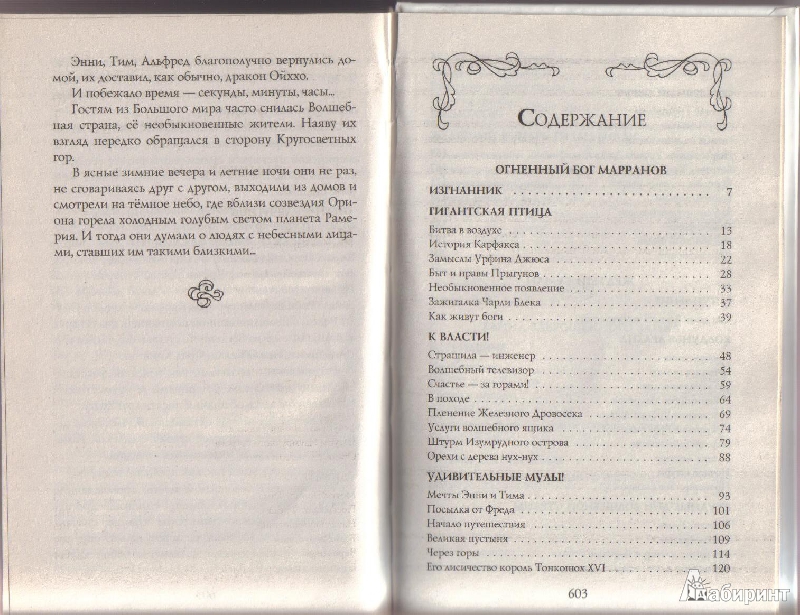 Энни, Тим, Альфред благополучно вернулись до-
мой, их доставил, как обычно, дракон Ойххо.
И побежало время — секунды, минуты, часы...
Гостям из Большого мира часто снилась Волшеб-
ная страна, её необыкновенные жители. Наяву их
взгляд нередко обращался в сторону Кругосветных
гор.
В ясные зимние вечера и летние ночи они не раз,
не сговариваясь друг с другом, выходили из домов и
смотрели на тёмное небо, где вблизи созвездия Ори-
она горела холодным голубым светом планета Раме-
рия. И тогда они думали о людях с небесными лица-
ми, ставших им такими близкими...
СОДЕРЖАНИЕ
ОГНЕННЫЙ БОГ МАРРАНОВ
ИЗГНАННИК . . . . . . . . . . . . . . . . . . . . 7
ГИГАНТСКАЯ ПТИЦА
Битва в воздухе . . . . . . . . . . . . . . . . . . . . 13
История Карфакса . . . . . . . . . . . . . . . . . . . . 18
Замыслы Урфина Джюса . . . . . . . . . . . . . . . . . . . . 22
Быт и нравы Прыгунов . . . . . . . . . . . . . . . . . . . . 28
Необыкновенное появление . . . . . . . . . . . . . . . . . . . . 33
Зажигалка Чарли Блека . . . . . . . . . . . . . . . . . . . . 37
Как живут боги . . . . . . . . . . . . . . . . . . . . 39
К ВЛАСТИ!
Страшила — инженер . . . . . . . . . . . . . . . . . . . . 48
Волшебный телевизор . . . . . . . . . . . . . . . . . . . . 54
Счастье — за горами! . . . . . . . . . . . . . . . . . . . . 59
В походе . . . . . . . . . . . . . . . . . . . . 64
Пленение Железного Дровосека . . . . . . . . . . . . . . . . . . . . 69
Услуги волшебного ящика . . . . . . . . . . . . . . . . . . . . 74
Штурм Изумрудного острова . . . . . . . . . . . . . . . . . . . . 79
Орехи с дерева нух-нух . . . . . . . . . . . . . . . . . . . . 88
УДИВИТЕЛЬНЫЕ МУЛЫ!
Мечты Энни и Тима . . . . . . . . . . . . . . . . . . . . 93
Посылка от Фреда . . . . . . . . . . . . . . . . . . . . 101
Начало путешествия . . . . . . . . . . . . . . . . . . . . 106
Великая пустыня . . . . . . . . . . . . . . . . . . . . 109
Через горы . . . . . . . . . . . . . . . . . . . . 114
Его лисичество король Тонконюх XVI . . . . . . . . . . . . . . . . . . . . 120
603
Лабиринт